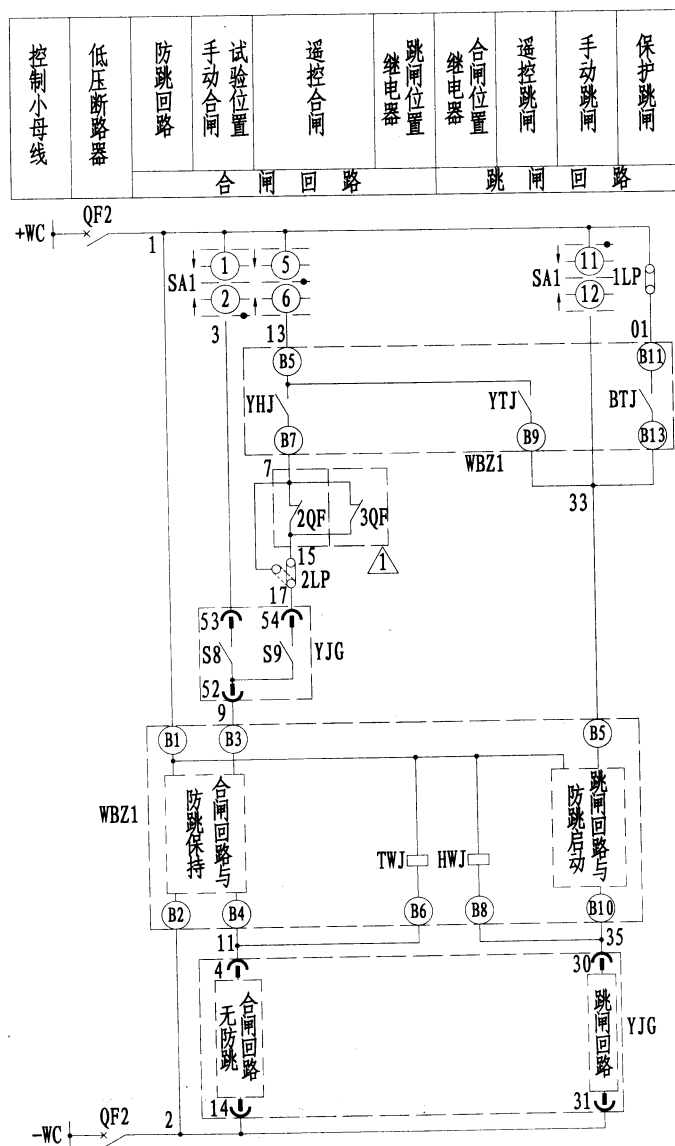 控制小母线
低压断路器
防跳回路
试验位置
手动合闸
遥控合闸
跳闸位置
继电器
合闸位置
继电器
遥控跳闸
手动跳闸
保护跳闸
合闸回路
跳闸回路
+WC
QF2
1
SA1
1
2
5
6
SA1
11
12
1LP
3
13
01
B5
B11
YHJ
YTJ
BTJ
B7
B9
B13
WBZ1
7
33
2QF
3QF
15
1
2LP
17
53
54
S8
S9
YJG
52
9
B1
B3
B5
WBZ1
合闸回路与
防跳保持
TWJ
HWJ
跳闸回路与
防跳启动
B2
B4
B6
B8
B10
11
35
4
30
合闸回路
无防跳
跳闸回路
YJG
14
31
-WC
QF2
2